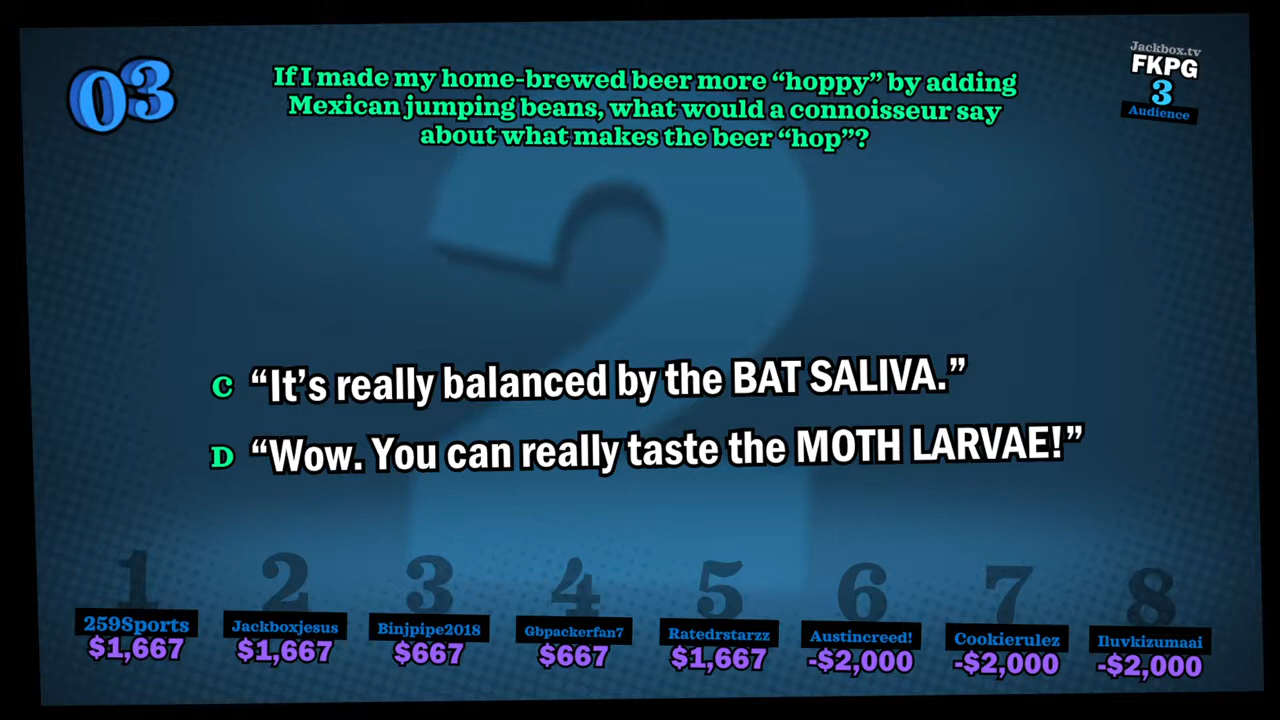 Jackbox.tv
FKPG
3
Audience
03
If I made my home-brewed beer more “hoppy” by adding
Mexican jumping beans, what would a connoisseur say
about what makes the beer “hop”?
C “It’s really balanced by the BAT SALIVA.”
D “Wow. You can really taste the MOTH LARVAE!”
1 2 3 4 5 6 7 8
259Sports Jackboxjesus Binjpipe2018 Gbpackerfan7 Ratedrstarzz Austincreed! Cookierulez Iluvkizumaai
$1,667 $1,667 $667 $667 $1,667 -$2,000 -$2,000 -$2,000